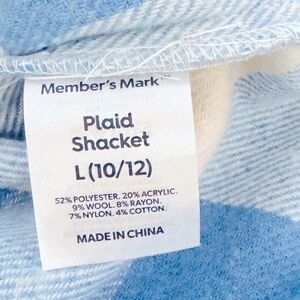 Member's Mark™
Plaid
Shacket
L (10/12)
52% POLYESTER. 20% ACRYLIC.
9% WOOL. 8% RAYON.
7% NYLON. 4% COTTON.
MADE IN CHINA